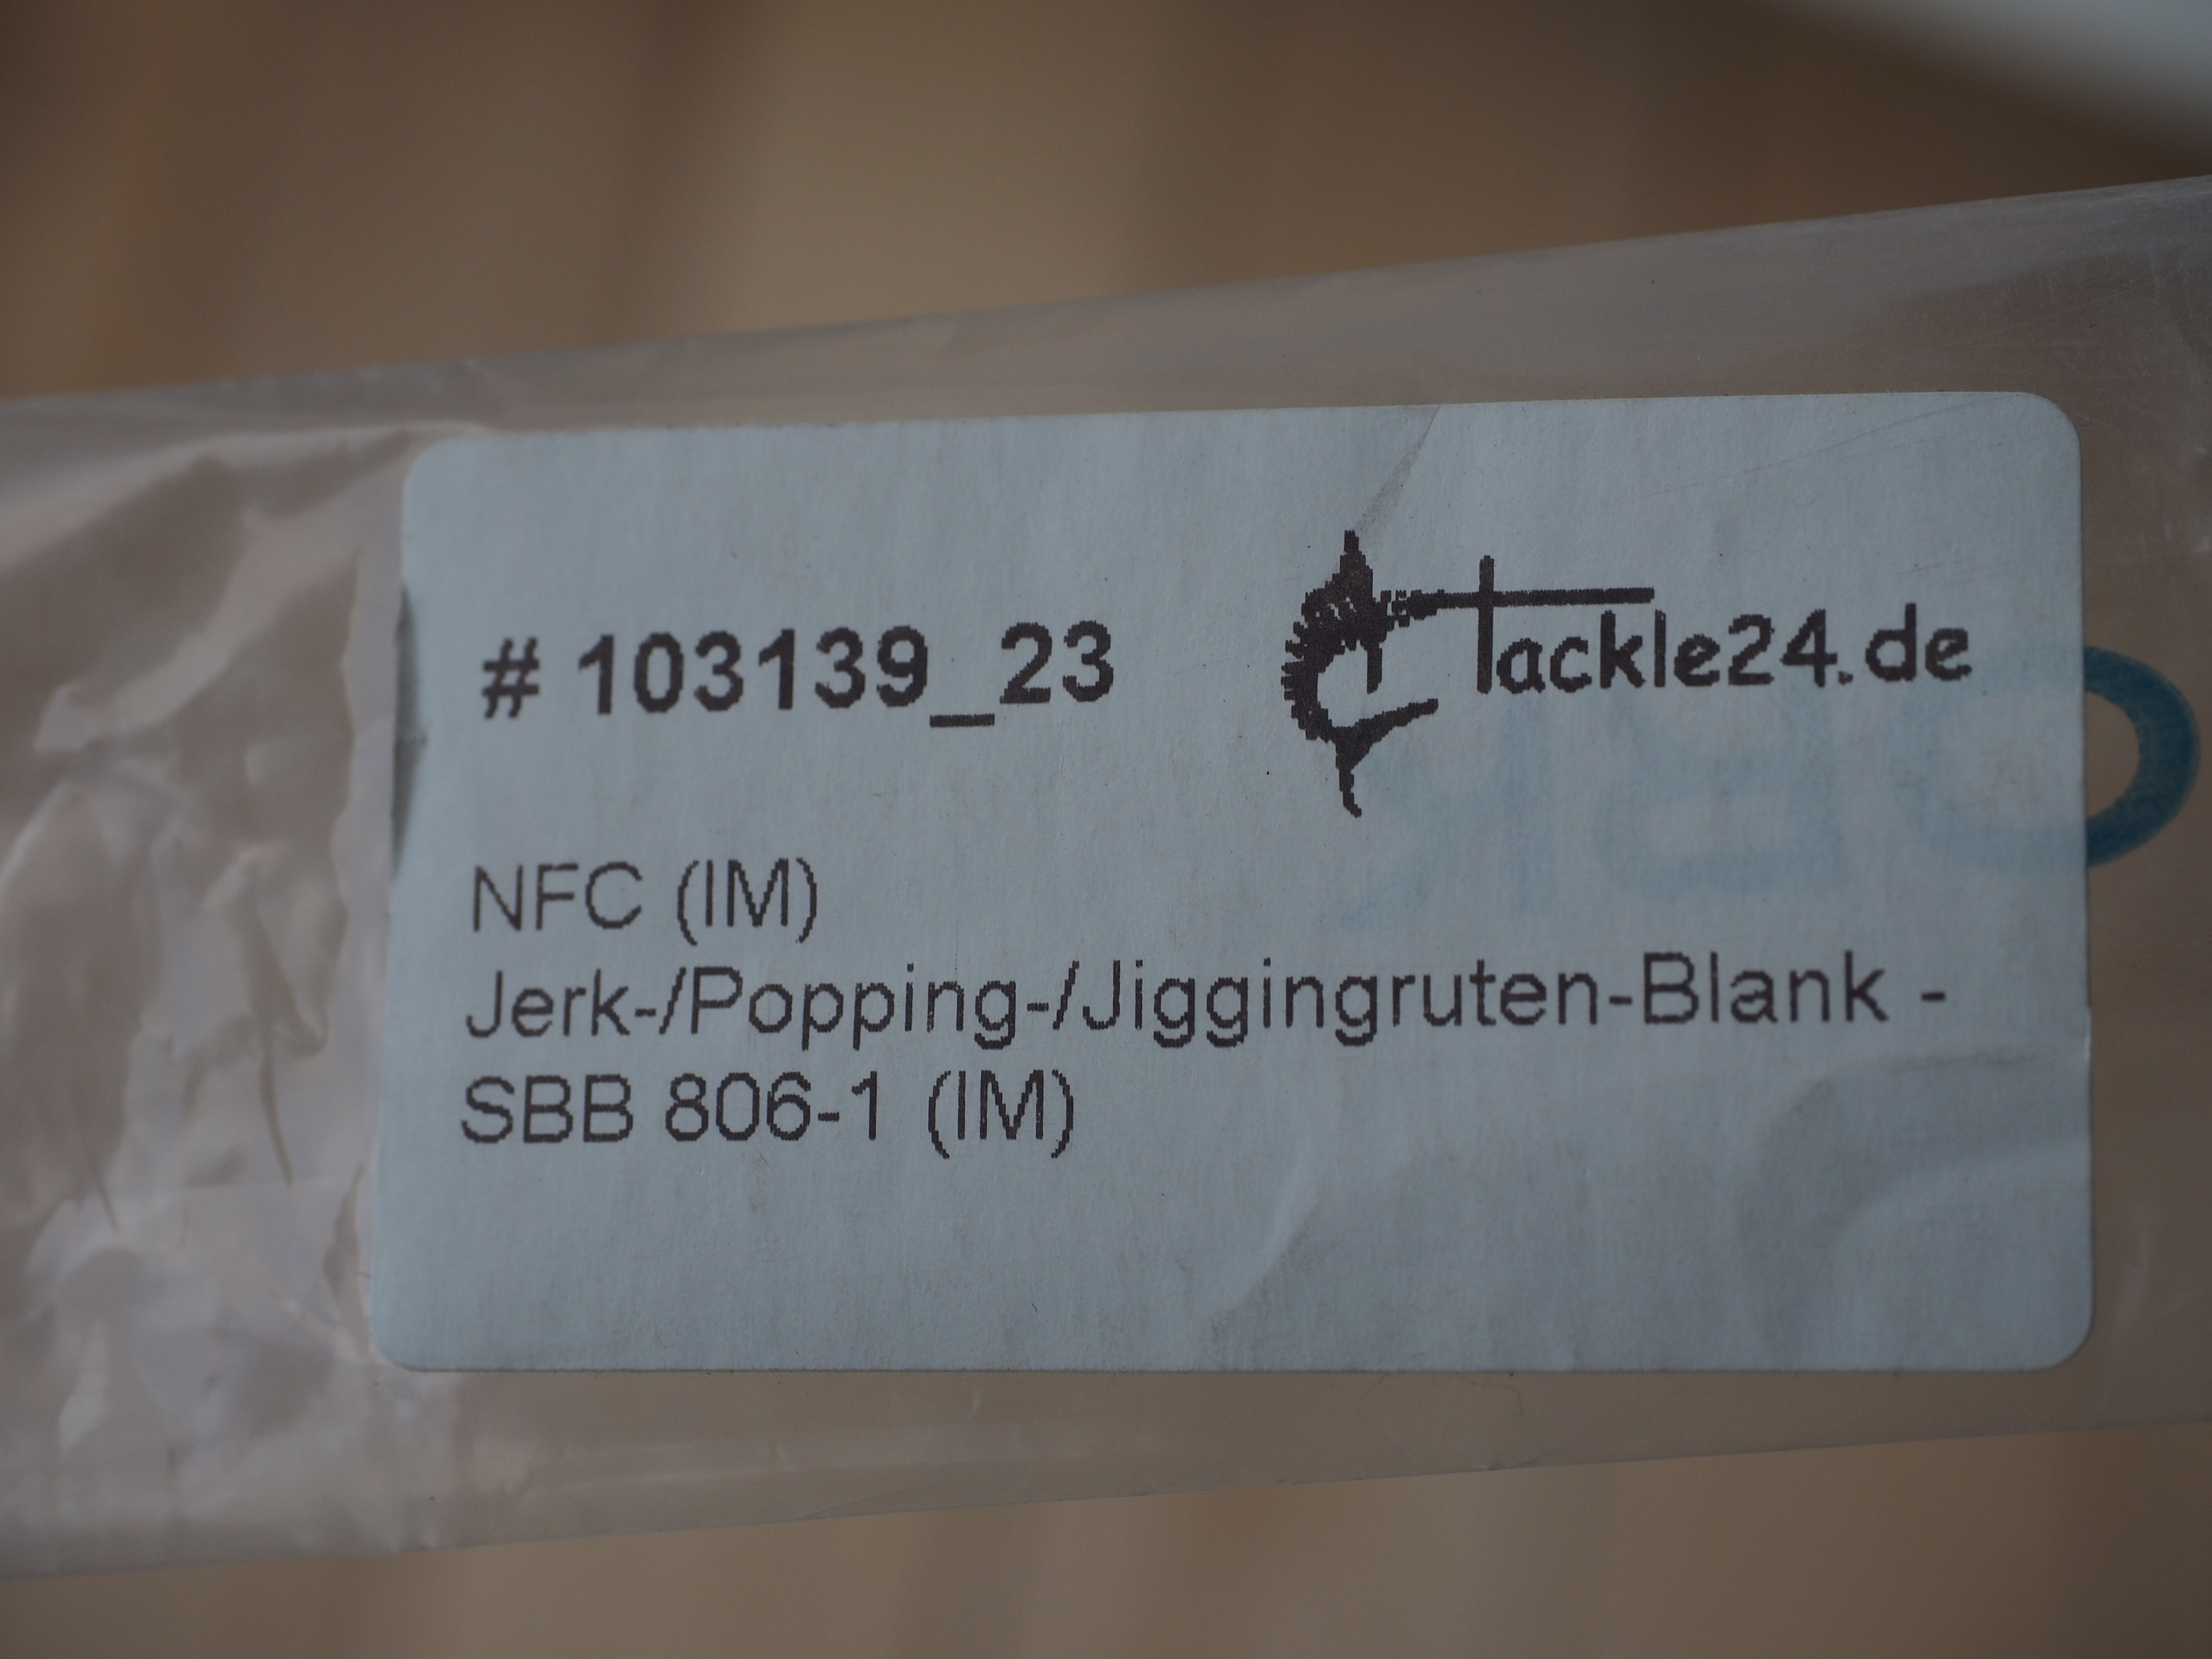 # 103139_23
tackle24.de
NFC (IM)
Jerk-/Popping-/Jiggingruten-Blank -
SBB 806-1 (IM)